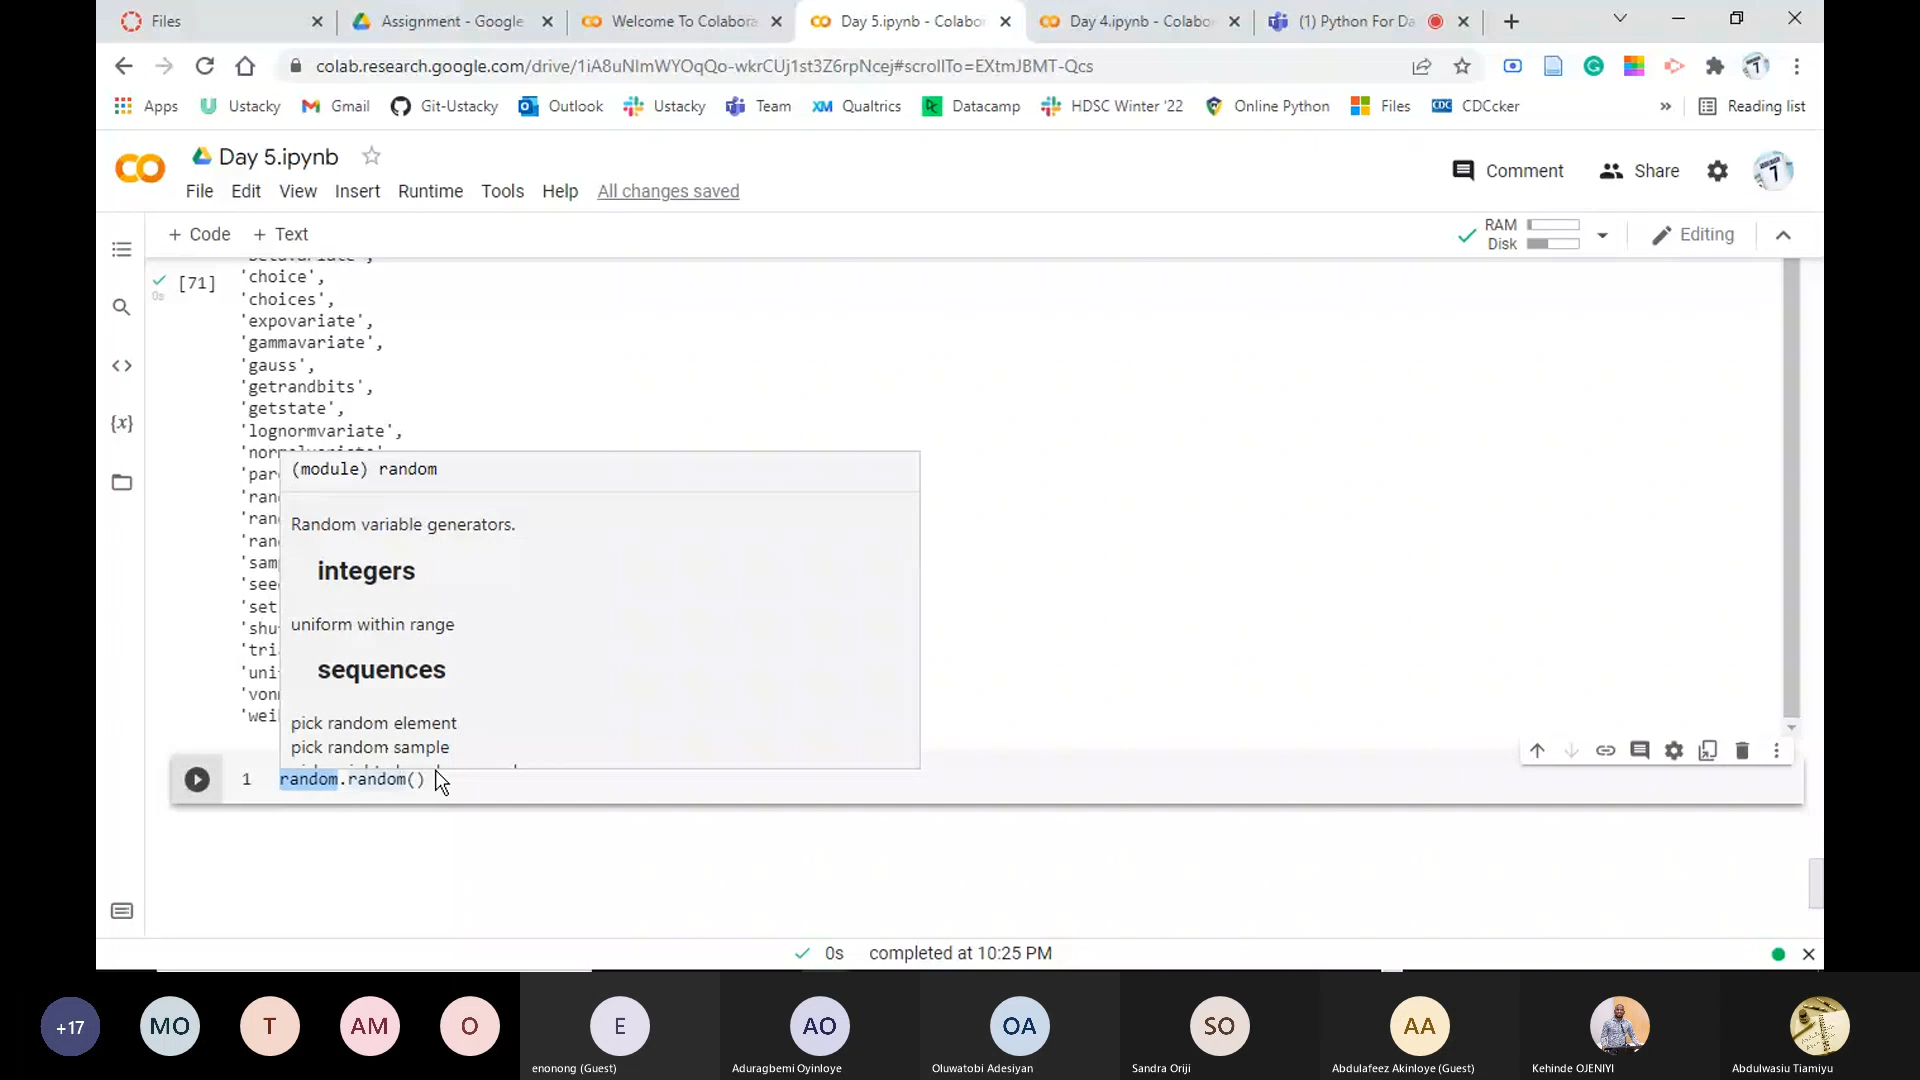 Files
Assignment - Google
Welcome To Colabora
Day 5.ipynb - Colabo
Day 4.ipynb - Colabo
(1) Python For Da
colab.research.google.com/drive/1iA8uNlmWYOqQo-wkrCUj1st3Z6rpNcej#scrollTo=EXtmJBMT-Qcs
Apps
Ustacky
Gmail
Git-Ustacky
Outlook
Ustacky
Team
XM Qualtrics
Datacamp
HDSC Winter '22
Online Python
Files
CDC CDCcker
»
Reading list
CO
Day 5.ipynb
Comment
Share
File Edit View Insert Runtime Tools Help All changes saved
+ Code + Text
RAM
Disk
Editing
[71]
0s
'choice',
'choices',
'expovariate',
'gammavariate',
'gauss',
'getrandbits',
'getstate',
'lognormvariate',
{x}
(module) random
Random variable generators.
integers
uniform within range
sequences
pick random element
pick random sample
1 random.random()
0s completed at 10:25 PM
+17
MO
T
AM
O
E
AO
OA
SO
AA
enonong (Guest)
Aduragbemi Oyinloye
Oluwatobi Adesiyan
Sandra Oriji
Abdulafeez Akinloye (Guest)
Kehinde OJENIYI
Abdulwasiu Tiamiyu